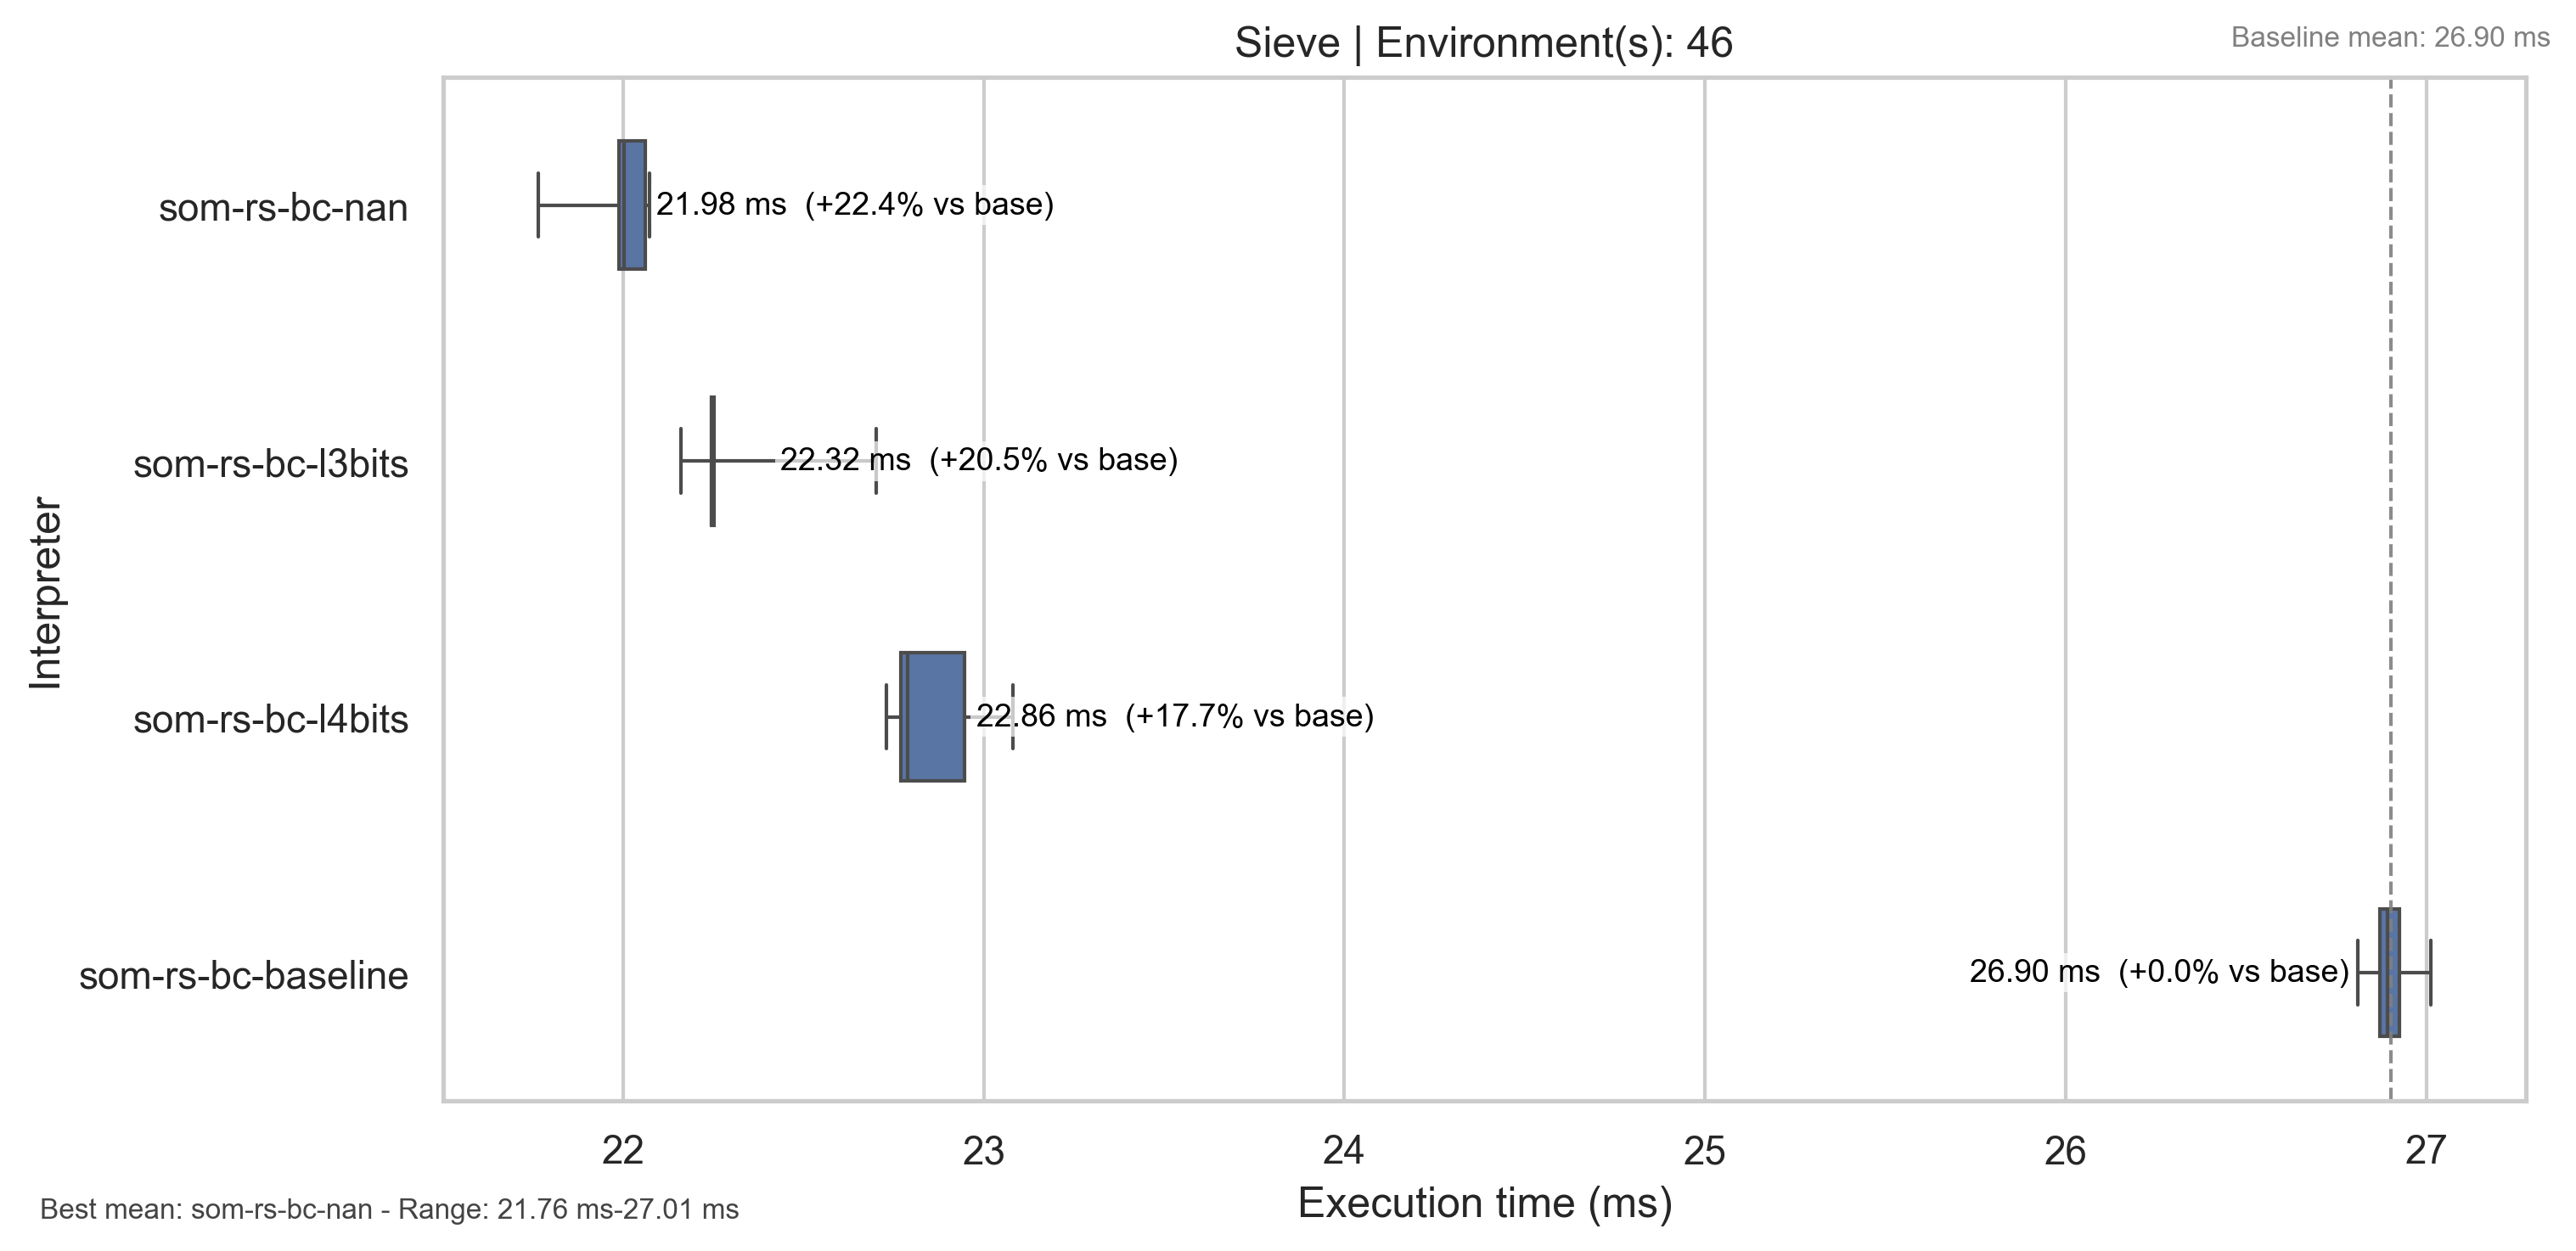 Sieve | Environment(s): 46
Baseline mean: 26.90 ms
Interpreter
som-rs-bc-nan
21.98 ms  (+22.4% vs base)
som-rs-bc-l3bits
22.32 ms  (+20.5% vs base)
som-rs-bc-l4bits
22.86 ms  (+17.7% vs base)
som-rs-bc-baseline
26.90 ms  (+0.0% vs base)
22 23 24 25 26 27
Execution time (ms)
Best mean: som-rs-bc-nan - Range: 21.76 ms-27.01 ms